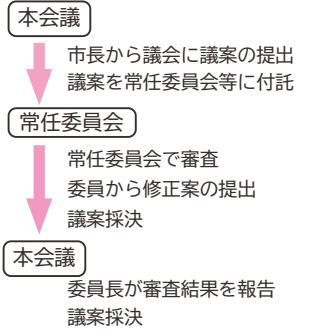 本会議
市長から議会に議案の提出
議案を常任委員会等に付託
常任委員会
常任委員会で審査
委員から修正案の提出
議案採決
本会議
委員長が審査結果を報告
議案採決